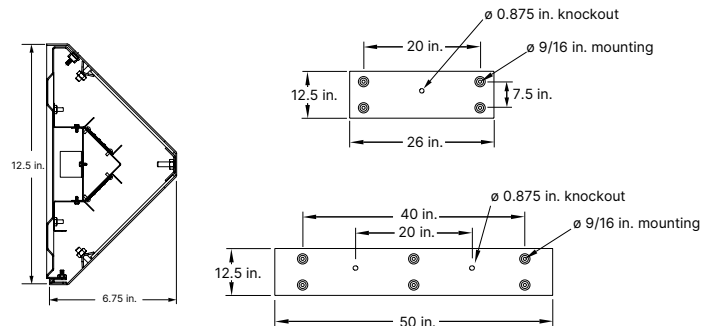 12.5 in.
6.75 in.
ø 0.875 in. knockout
20 in.
ø 9/16 in. mounting
12.5 in.
7.5 in.
26 in.
ø 0.875 in. knockout
40 in.
ø 9/16 in. mounting
20 in.
12.5 in.
50 in.